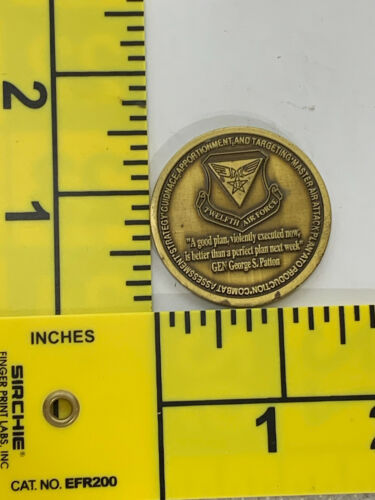 2
1
STRATEGY*GUIDNACE APPORTIONMENT AND TARGETING*MASTER AIR ATTACK PLAN*ATO PRODUCTION*COMBAT ASSESSMENT*
TWELFTH AIR FORCE
"A good plan, violently executed now,
is better than a perfect plan next week"
GEN George S. Patton
INCHES
1
2
SIRCHIE
FINGER PRINT LABS, INC
CAT. NO. EFR200